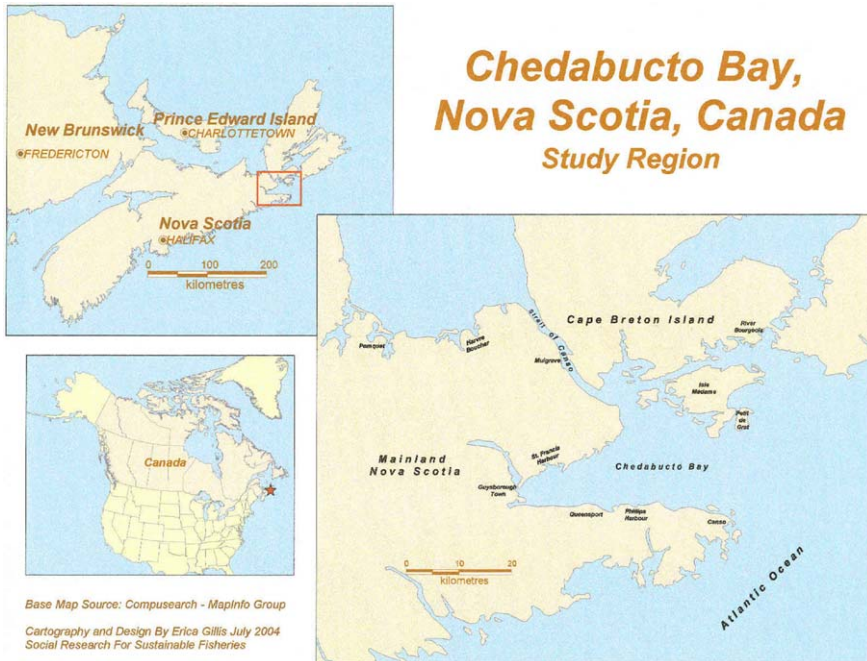 Chedabucto Bay,
Nova Scotia, Canada
Study Region
Prince Edward Island
CHARLOTTETOWN
New Brunswick
FREDERICTON
Nova Scotia
HALIFAX
0 100 200
kilometres
Canada
Base Map Source: Compusearch - MapInfo Group
Cartography and Design By Erica Gillis July 2004
Social Research For Sustainable Fisheries
Cape Breton Island
River
Bourgeois
Strait of Canso
Pomquet
Havre
Boucher
Mulgrave
Isle
Madame
Petit
de
Grat
Mainland
Nova Scotia
St. Francis
Harbour
Chedabucto Bay
Guysborough
Town
Queensport
Phillips
Harbour
Canso
0 10 20
kilometres
Atlantic Ocean